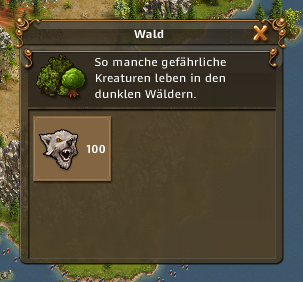 Wald
So manche gefährliche
Kreaturen leben in den
dunklen Wäldern.
100